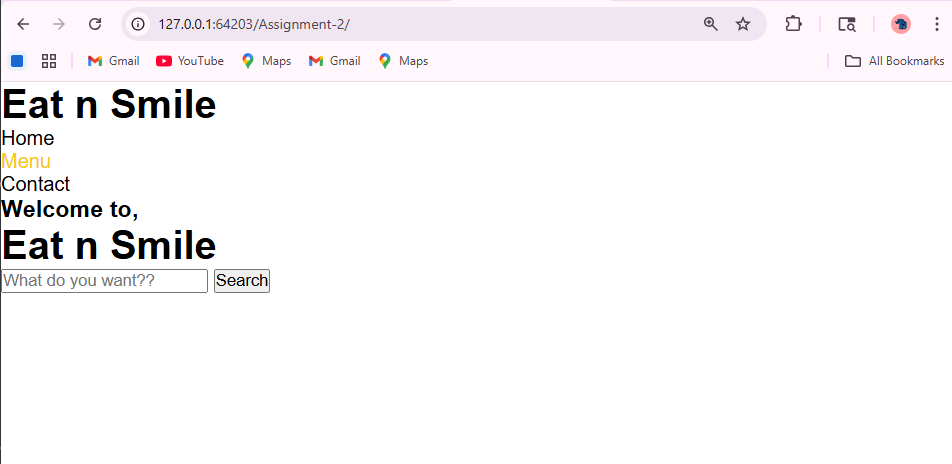 127.0.0.1:64203/Assignment-2/
Gmail YouTube Maps Gmail Maps All Bookmarks
Eat n Smile
Home
Menu
Contact
Welcome to,
Eat n Smile
What do you want?? Search